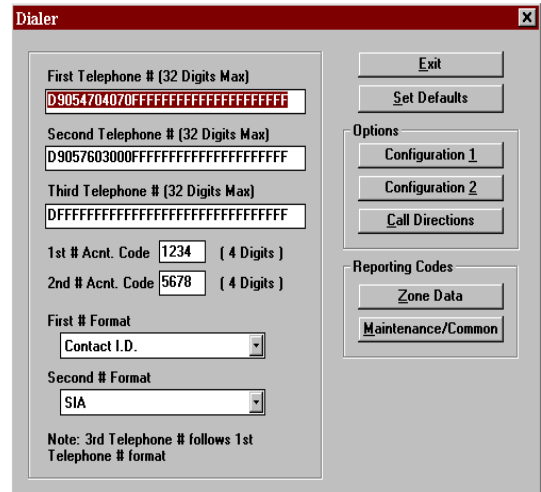 Dialer
First Telephone # (32 Digits Max)
D9054704070FFFFFFFFFFFFFFFFFFFFFF
Second Telephone # (32 Digits Max)
D9057603000FFFFFFFFFFFFFFFFFFFFFF
Third Telephone # (32 Digits Max)
DFFFFFFFFFFFFFFFFFFFFFFFFFFFFFFFF
1st # Acnt. Code 1234 ( 4 Digits )
2nd # Acnt. Code 5678 ( 4 Digits )
First # Format
Contact I.D.
Second # Format
SIA
Note: 3rd Telephone # follows 1st
Telephone # format
Exit
Set Defaults
Options
Configuration 1
Configuration 2
Call Directions
Reporting Codes
Zone Data
Maintenance/Common